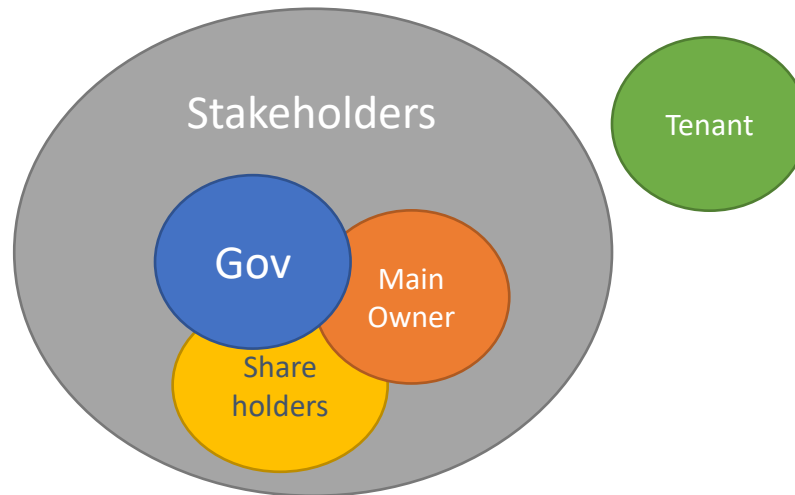 Stakeholders
Tenant
Gov
Main
Owner
Share
holders